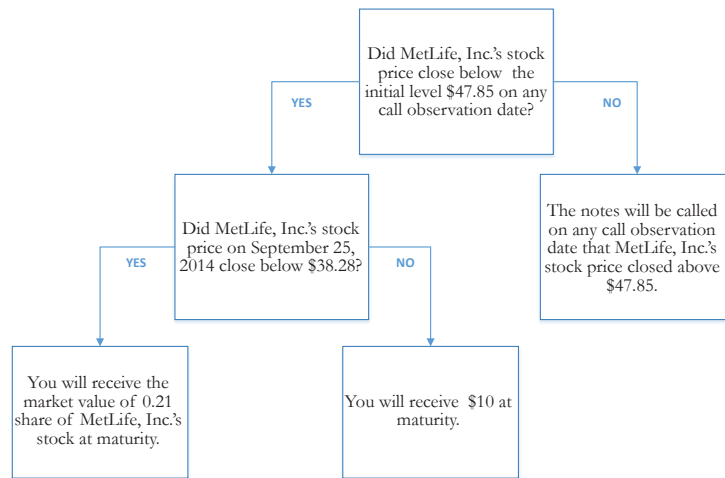 Did MetLife, Inc.'s stock
price close below the
initial level $47.85 on any
call observation date?
YES
NO
Did MetLife, Inc.'s stock
price on September 25,
2014 close below $38.28?
The notes will be called
on any call observation
date that MetLife, Inc.'s
stock price closed above
$47.85.
YES
NO
You will receive the
market value of 0.21
share of MetLife, Inc.'s
stock at maturity.
You will receive $10 at
maturity.